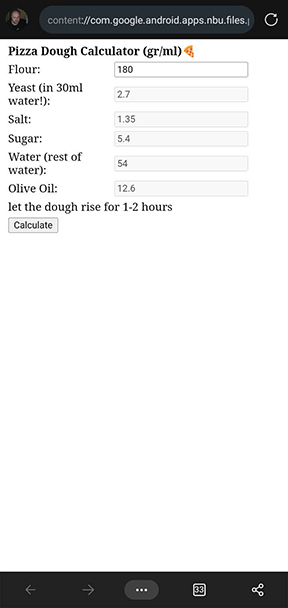 content://com.google.android.apps.nbu.files.p
Pizza Dough Calculator (gr/ml)🍕
Flour: 180
Yeast (in 30ml
water!): 2.7
Salt: 1.35
Sugar: 5.4
Water (rest of
water): 54
Olive Oil: 12.6
let the dough rise for 1-2 hours
Calculate
33